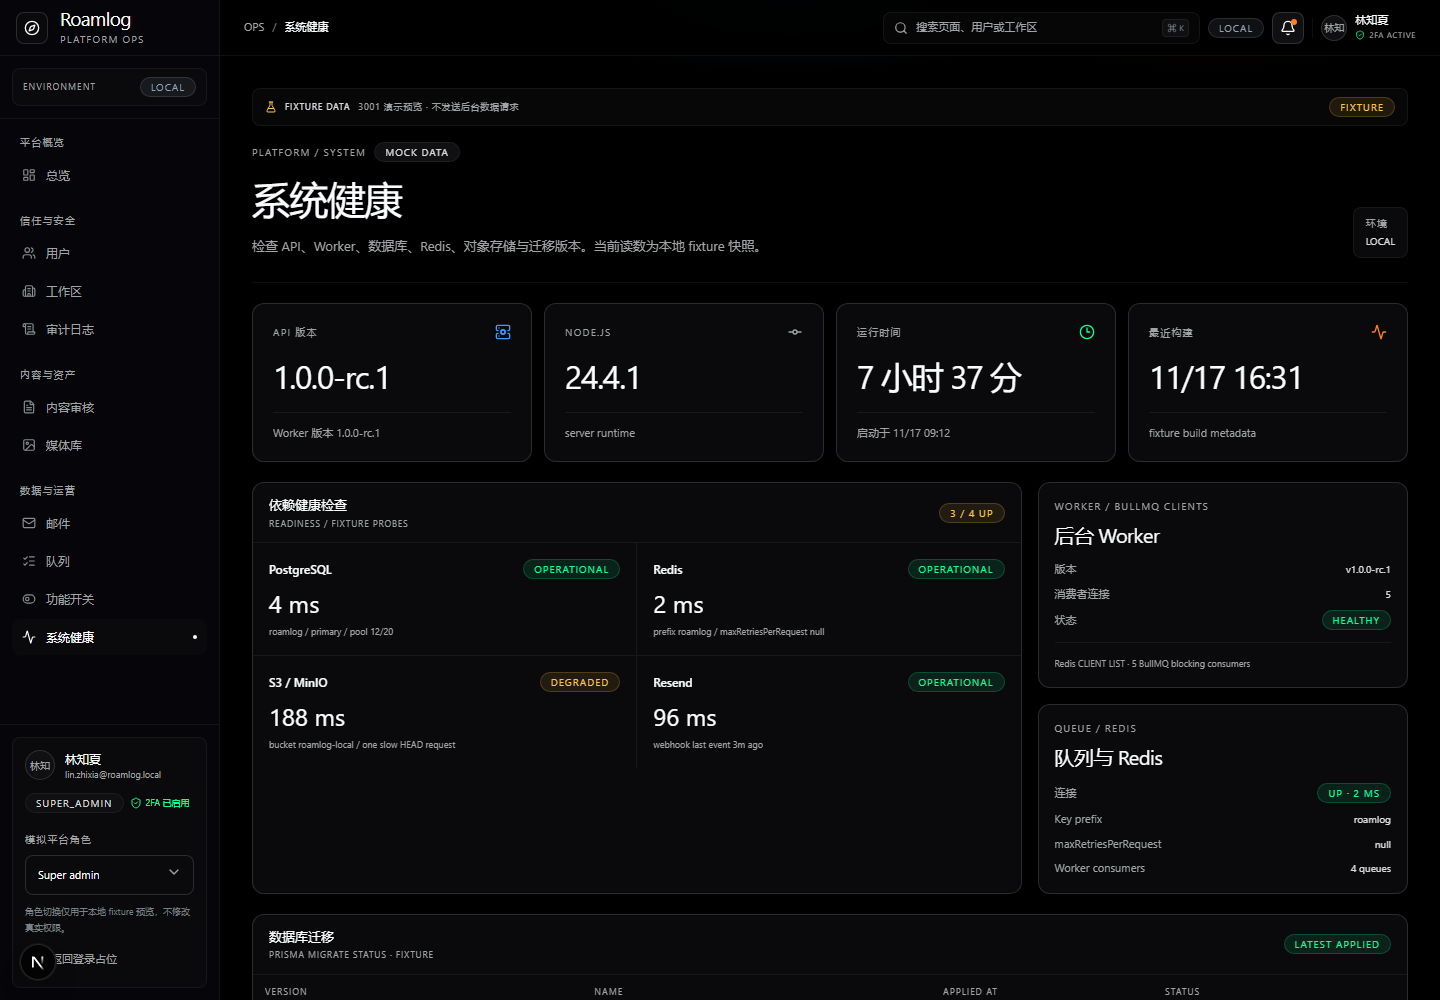 Roamlog
PLATFORM OPS
ENVIRONMENT
LOCAL
平台概览
总览
信任与安全
用户
工作区
审计日志
内容与资产
内容审核
媒体库
数据与运营
邮件
队列
功能开关
系统健康
林知
林知夏
lin.zhixia@roamlog.local
SUPER_ADMIN
2FA 已启用
模拟平台角色
Super admin
角色切换仅用于本地 fixture 预览，不修改
真实权限。
返回登录占位
OPS / 系统健康
搜索页面、用户或工作区
⌘ K
LOCAL
林知
林知夏
2FA ACTIVE
FIXTURE DATA 3001 演示预览 · 不发送后台数据请求
FIXTURE
PLATFORM / SYSTEM
MOCK DATA
系统健康
检查 API、Worker、数据库、Redis、对象存储与迁移版本。当前读数为本地 fixture 快照。
环境
LOCAL
API 版本
1.0.0-rc.1
Worker 版本 1.0.0-rc.1
NODE.JS
24.4.1
server runtime
运行时间
7 小时 37 分
启动于 11/17 09:12
最近构建
11/17 16:31
fixture build metadata
依赖健康检查
READINESS / FIXTURE PROBES
3 / 4 UP
PostgreSQL
OPERATIONAL
4 ms
roamlog / primary / pool 12/20
Redis
OPERATIONAL
2 ms
prefix roamlog / maxRetriesPerRequest null
S3 / MinIO
DEGRADED
188 ms
bucket roamlog-local / one slow HEAD request
Resend
OPERATIONAL
96 ms
webhook last event 3m ago
WORKER / BULLMQ CLIENTS
后台 Worker
版本
v1.0.0-rc.1
消费者连接
5
状态
HEALTHY
Redis CLIENT LIST · 5 BullMQ blocking consumers
QUEUE / REDIS
队列与 Redis
连接
UP · 2 MS
Key prefix
roamlog
maxRetriesPerRequest
null
Worker consumers
4 queues
数据库迁移
PRISMA MIGRATE STATUS · FIXTURE
LATEST APPLIED
VERSION
NAME
APPLIED AT
STATUS